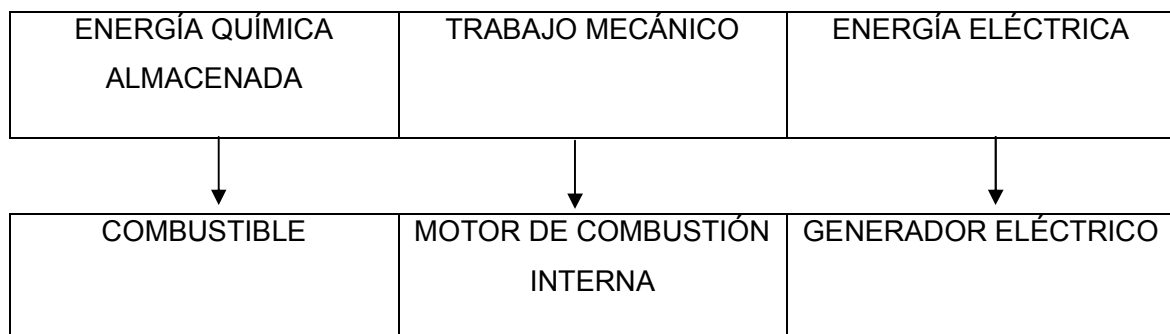 ENERGÍA QUÍMICA
ALMACENADA
TRABAJO MECÁNICO
ENERGÍA ELÉCTRICA
COMBUSTIBLE
MOTOR DE COMBUSTIÓN
INTERNA
GENERADOR ELÉCTRICO